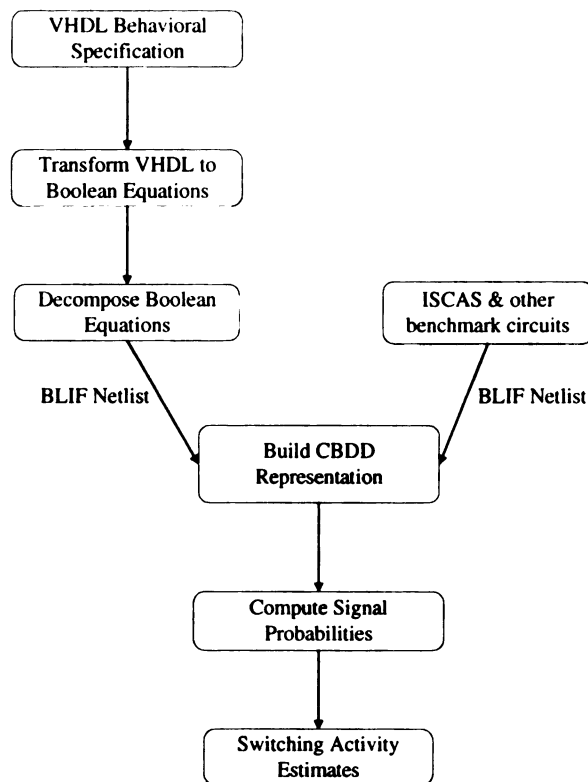 VHDL Behavioral
Specification
Transform VHDL to
Boolean Equations
Decompose Boolean
Equations
ISCAS & other
benchmark circuits
BLIF Netlist
BLIF Netlist
Build CBDD
Representation
Compute Signal
Probabilities
Switching Activity
Estimates